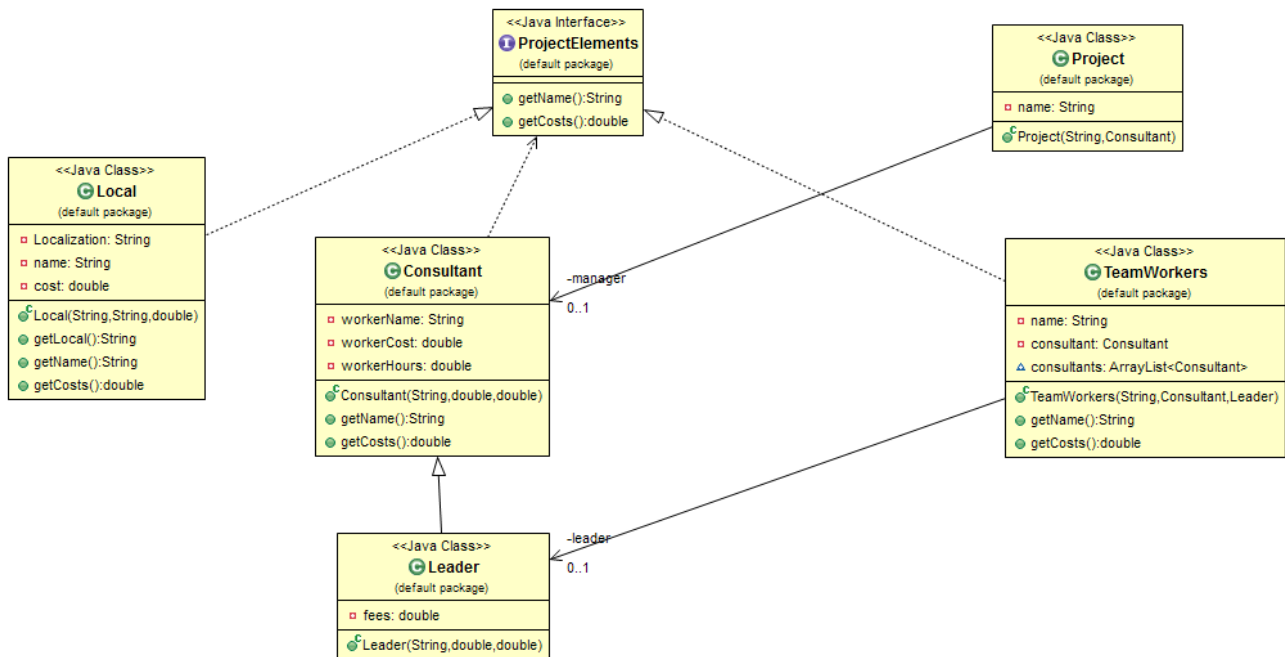 <<Java Interface>>
ProjectElements
(default package)
getName():String
getCosts():double
<<Java Class>>
Project
(default package)
name: String
Project(String,Consultant)
<<Java Class>>
Local
(default package)
Localization: String
name: String
cost: double
Local(String,String,double)
getLocal():String
getName():String
getCosts():double
<<Java Class>>
Consultant
(default package)
workerName: String
workerCost: double
workerHours: double
Consultant(String,double,double)
getName():String
getCosts():double
-manager
0..1
<<Java Class>>
TeamWorkers
(default package)
name: String
consultant: Consultant
consultants: ArrayList<Consultant>
TeamWorkers(String,Consultant,Leader)
getName():String
getCosts():double
<<Java Class>>
Leader
(default package)
fees: double
Leader(String,double,double)
-leader
0..1